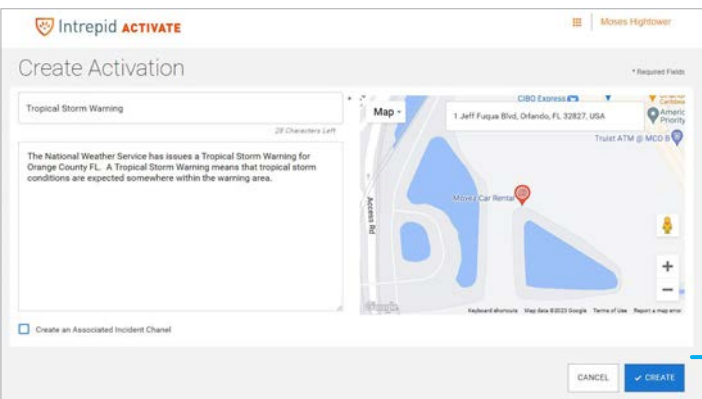 Intrepid ACTIVATE
Moses Hightower
Create Activation
* Required Fields
Tropical Storm Warning
*
28 Characters Left
The National Weather Service has issues a Tropical Storm Warning for
Orange County FL. A Tropical Storm Warning means that tropical storm
conditions are expected somewhere within the warning area.
Create an Associated Incident Chanel
Map
1 Jeff Fuqua Blvd, Orlando, FL 32827, USA
CIBO Express
Americ
Priority
Truist ATM @ MCO B
Movez Car Rental
Access Rd
+
−
Google
Keyboard shortcuts Map data ©2023 Google Terms of Use Report a map error
CANCEL
✓ CREATE